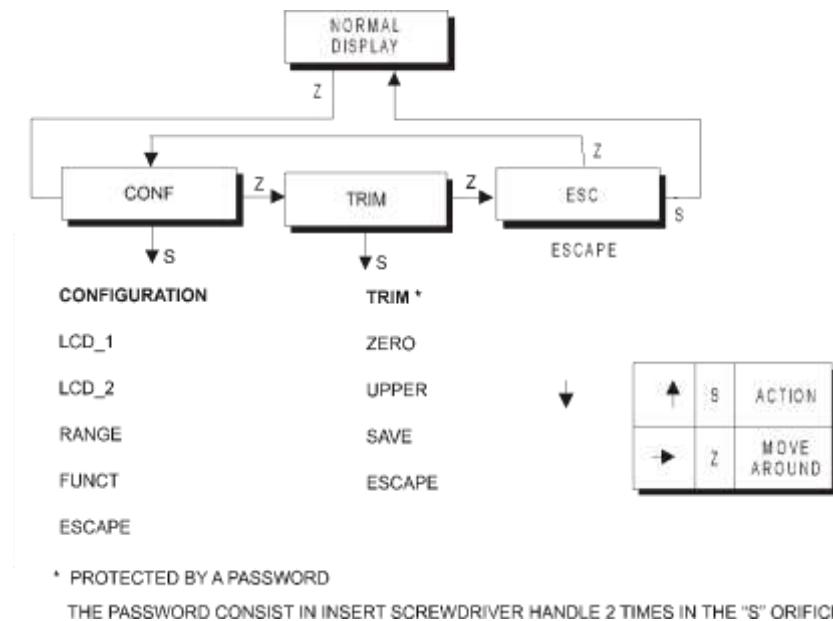 NORMAL
DISPLAY
Z
Z
CONF
Z
TRIM
Z
ESC
S
ESCAPE
S
S
CONFIGURATION
TRIM *
LCD_1
ZERO
LCD_2
UPPER
RANGE
SAVE
FUNCT
ESCAPE
ESCAPE
S ACTION
Z MOVE
AROUND
* PROTECTED BY A PASSWORD
THE PASSWORD CONSIST IN INSERT SCREWDRIVER HANDLE 2 TIMES IN THE "S"